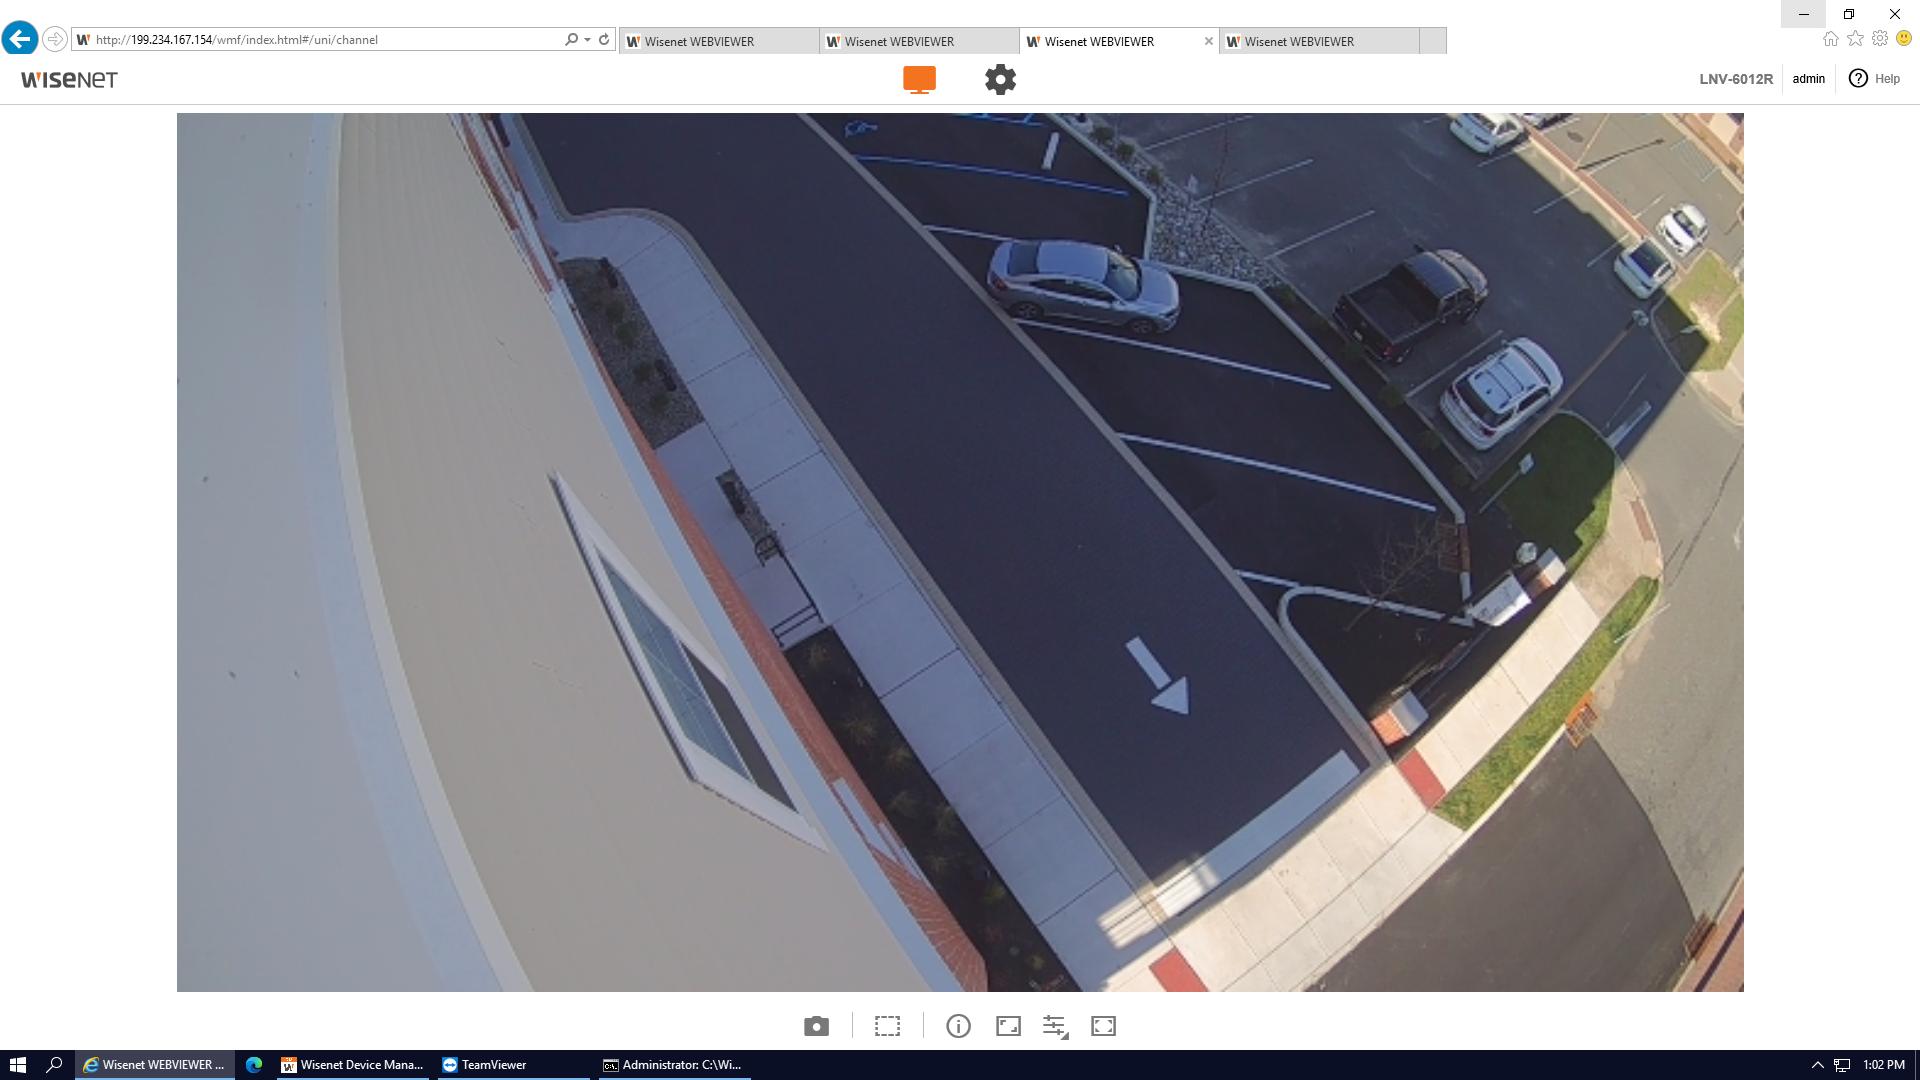 http://199.234.167.154/wmf/index.html#/uni/channel
Wisenet WEBVIEWER
Wisenet WEBVIEWER
Wisenet WEBVIEWER
Wisenet WEBVIEWER
WISENET
LNV-6012R
admin
Help
Wisenet WEBVIEWER ...
Wisenet Device Mana...
TeamViewer
Administrator: C:\Wi...
1:02 PM